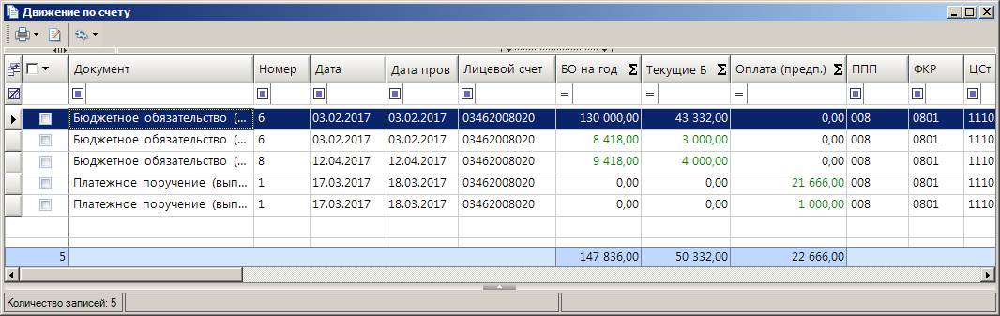 Движение по счету
Документ Номер Дата Дата пров Лицевой счет БО на год Σ Текущие Б Σ Оплата (предп.) Σ ППП ФКР ЦСт
= = =
Бюджетное обязательство (... 6 03.02.2017 03.02.2017 03462008020 130 000,00 43 332,00 0,00 008 0801 1110
Бюджетное обязательство (... 6 03.02.2017 03.02.2017 03462008020 8 418,00 3 000,00 0,00 008 0801 1110
Бюджетное обязательство (... 8 12.04.2017 12.04.2017 03462008020 9 418,00 4 000,00 0,00 008 0801 1110
Платежное поручение (вып... 1 17.03.2017 18.03.2017 03462008020 0,00 0,00 21 666,00 008 0801 1110
Платежное поручение (вып... 1 17.03.2017 18.03.2017 03462008020 0,00 0,00 1 000,00 008 0801 1110
5 147 836,00 50 332,00 22 666,00
Количество записей: 5